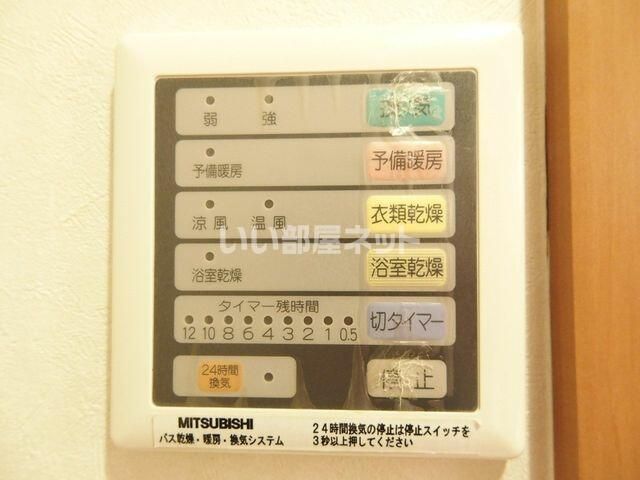 弱 強 換気
予備暖房 予備暖房
涼風 温風 衣類乾燥
浴室乾燥 浴室乾燥
タイマー残時間
12 10 8 6 4 3 2 1 0.5 切タイマー
24時間
換気
停止
MITSUBISHI
バス乾燥・暖房・換気システム
24時間換気の停止は停止スイッチを
3秒以上押してください
いい部屋ネット